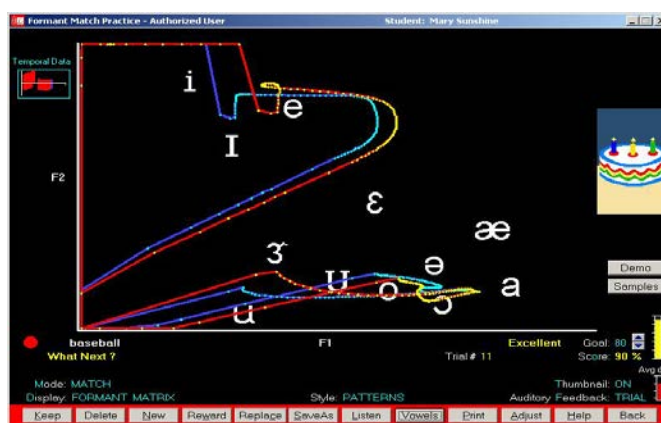 Formant Match Practice - Authorized User Student: Mary Sunshine
Temporal Data
i
e
I
F2
ɛ
æ
ɝ
ə
U
o
a
ɔ
u
baseball F1 Excellent Goal: 80
What Next ? Trial # 11 Score: 90 %
Demo
Samples
Mode: MATCH Thumbnail: ON
Display: FORMANT MATRIX Style: PATTERNS Auditory Feedback: TRIAL
Keep Delete New Reward Replace SaveAs Listen Vowels Print Adjust Help Back